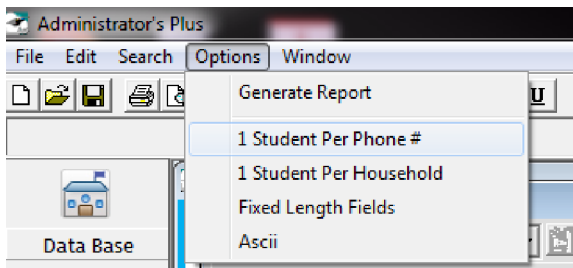 Administrator's Plus
File Edit Search Options Window
Generate Report
U
1 Student Per Phone #
1 Student Per Household
Fixed Length Fields
Data Base
Ascii